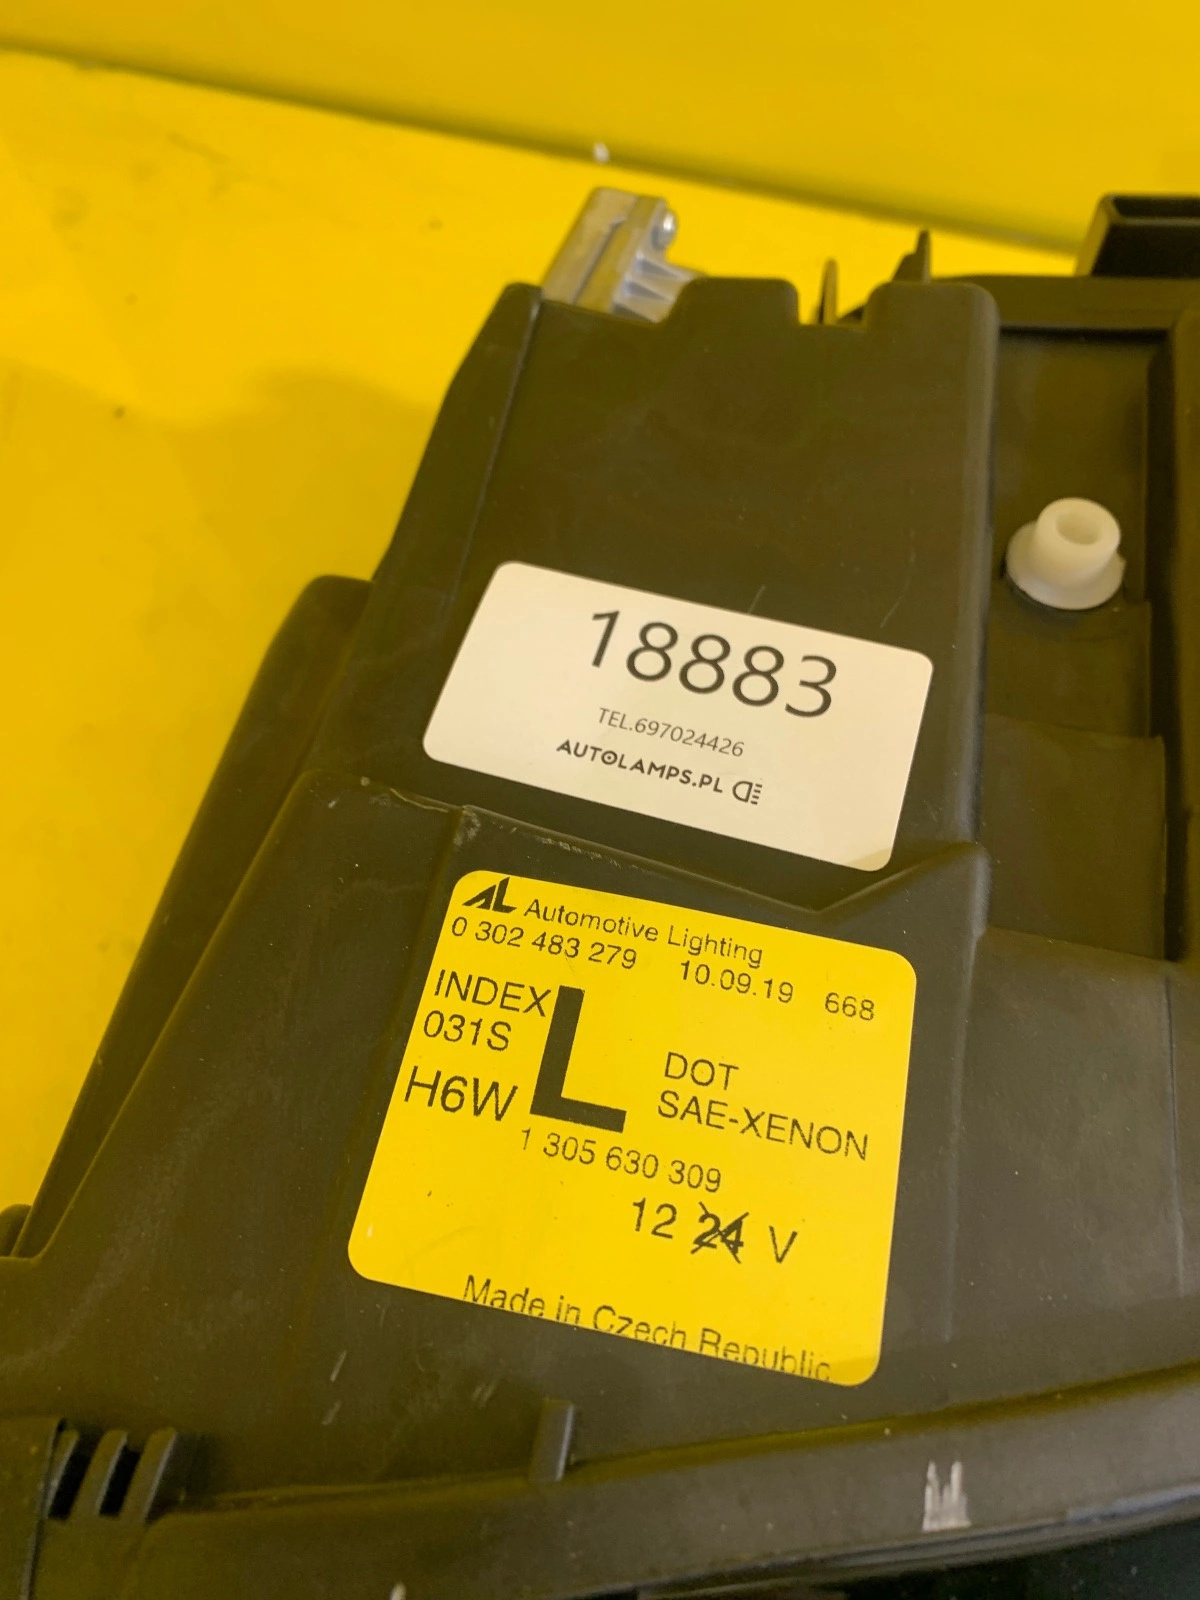 18883
TEL.697024426
AUTOLAMPS.PL
AL Automotive Lighting
0 302 483 279 10.09.19 668
INDEX L
031S
DOT
H6W SAE-XENON
1 305 630 309
12 24 V
Made in Czech Republic